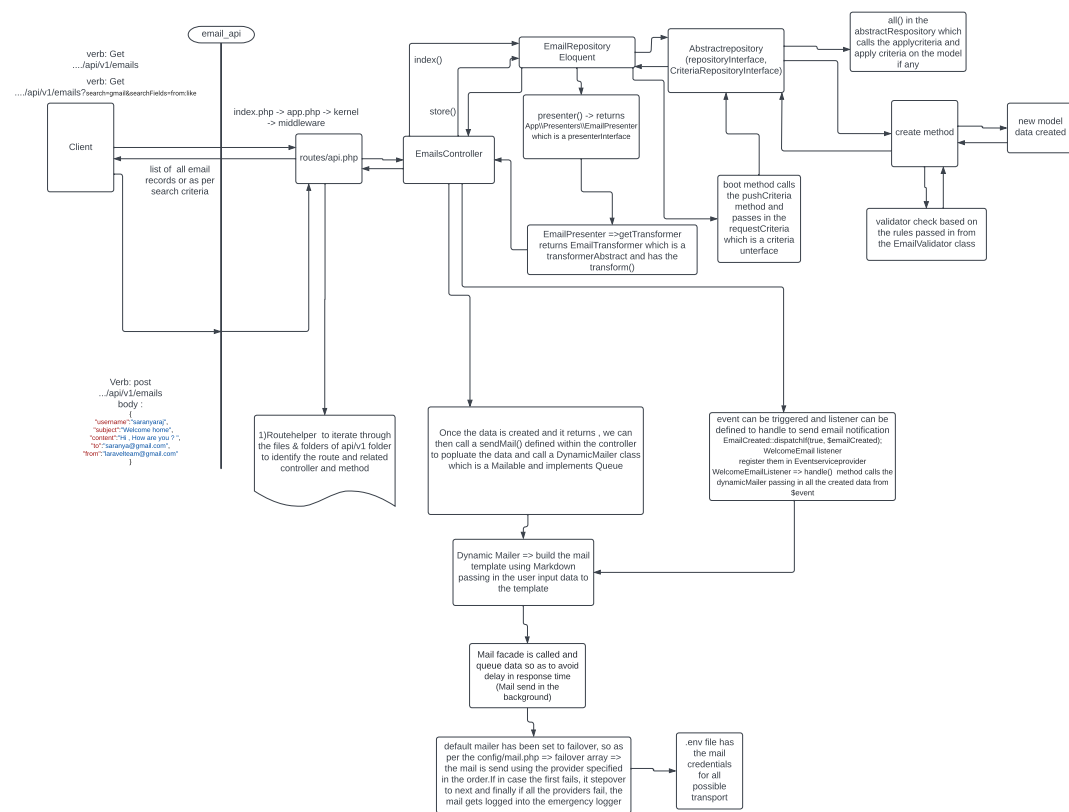 email_api
verb: Get
..../api/v1/emails
verb: Get
..../api/v1/emails?search=gmail&searchFields=from:like
Client
index.php -> app.php -> kernel
-> middleware
routes/api.php
list of all email
records or as per
search criteria
index()
store()
EmailsController
EmailRepository
Eloquent
Abstractrepository
(repositoryInterface,
CriteriaRepositoryInterface)
all() in the
abstractRespository which
calls the applycriteria and
apply criteria on the model
if any
presenter() -> returns
App\\Presenters\\EmailPresenter
which is a presenterInterface
create method
new model
data created
boot method calls
the pushCriteria
method and
passes in the
requestCriteria
which is a criteria
unterface
validator check based on
the rules passed in from
the EmailValidator class
EmailPresenter =>getTransformer
returns EmailTransformer which is a
transformerAbstract and has the
transform()
Verb: post
.../api/v1/emails
body :
{
"username":"saranyaraj",
"subject":"Welcome home",
"content":"Hi , How are you ? ",
"to":"saranya@gmail.com",
"from":"laravelteam@gmail.com"
}
1)Routehelper to iterate through
the files & folders of api/v1 folder
to identify the route and related
controller and method
Once the data is created and it returns , we can
then call a sendMail() defined within the controller
to popluate the data and call a DynamicMailer class
which is a Mailable and implements Queue
event can be triggered and listener can be
defined to handle to send email notification
EmailCreated::dispatchIf(true, $emailCreated);
WelcomeEmail listener
register them in Eventserviceprovider
WelcomeEmailListener => handle() method calls the
dynamicMailer passing in all the created data from
$event
Dynamic Mailer => build the mail
template using Markdown
passing in the user input data to
the template
Mail facade is called and
queue data so as to avoid
delay in response time
(Mail send in the
background)
default mailer has been set to failover, so as
per the config/mail.php => failover array =>
the mail is send using the provider specified
in the order.If in case the first fails, it stepover
to next and finally if all the providers fail, the
mail gets logged into the emergency logger
.env file has
the mail
credentials
for all
possible
transport